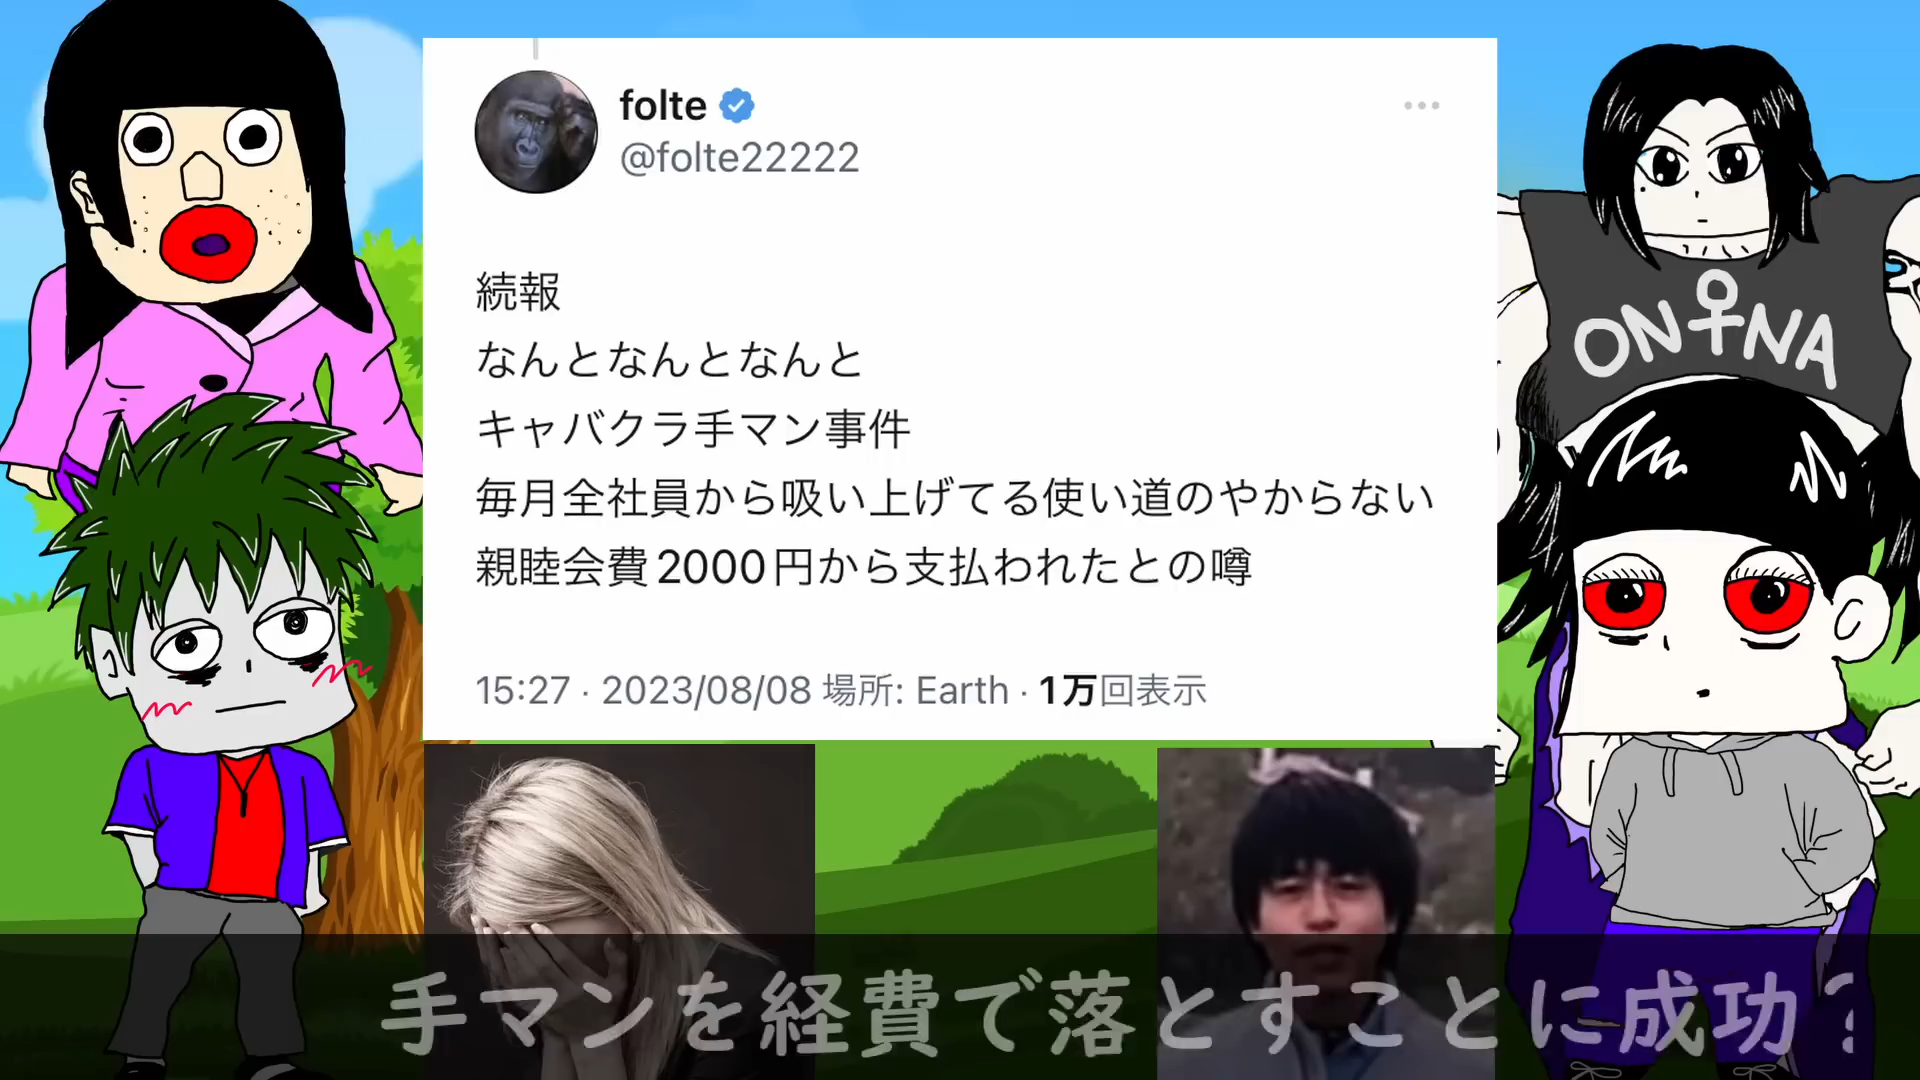 folte
@folte22222
続報
なんとなんとなんと
キャバクラ手マン事件
毎月全社員から吸い上げてる使い道のやからない
親睦会費2000円から支払われたとの噂
15:27 · 2023/08/08 場所: Earth · 1万回表示
ONNA
手マンを経費で落とすことに成功？